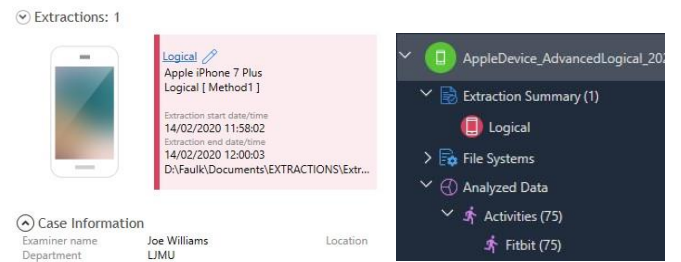 Extractions: 1
Logical
Apple iPhone 7 Plus
Logical [ Method1 ]
Extraction start date/time
14/02/2020 11:58:02
Extraction end date/time
14/02/2020 12:00:03
D:\Faulk\Documents\EXTRACTIONS\Extr...
Case Information
Examiner name Joe Williams Location
Department LJMU
AppleDevice_AdvancedLogical_202
Extraction Summary (1)
Logical
File Systems
Analyzed Data
Activities (75)
Fitbit (75)